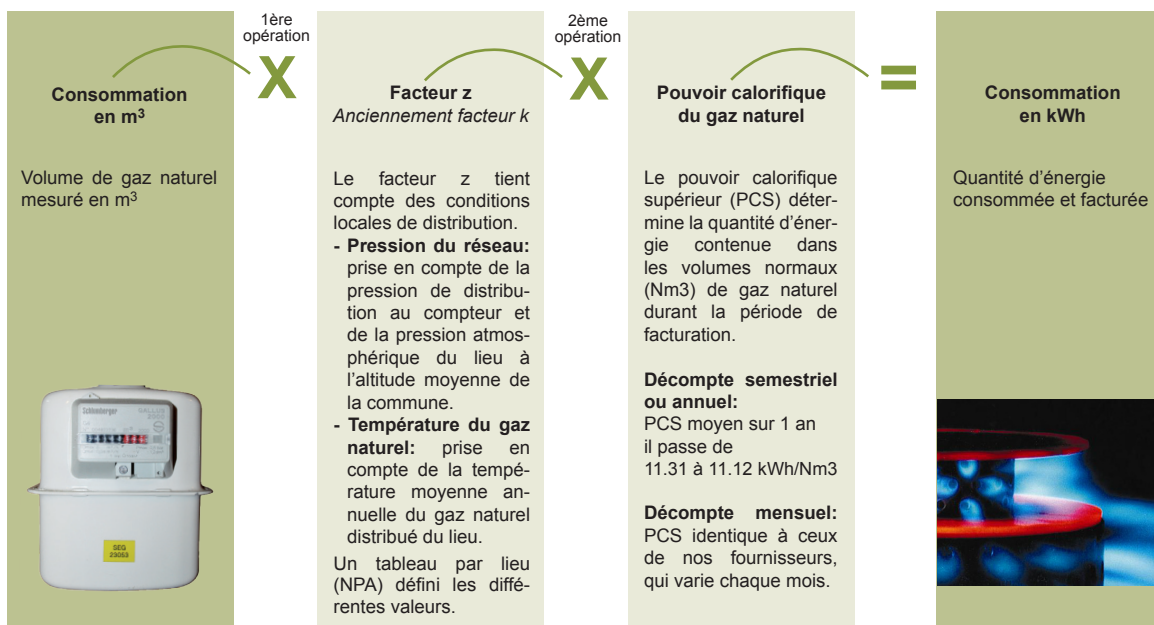 1ère
opération
2ème
opération
X
X
=
Consommation
en m³
Volume de gaz naturel
mesuré en m³
Schlumberger
GALLUS
2000
SEG
23053
Facteur z
Anciennement facteur k
Le facteur z tient
compte des conditions
locales de distribution.
- Pression du réseau:
prise en compte de la
pression de distribu-
tion au compteur et
de la pression atmos-
phérique du lieu à
l’altitude moyenne de
la commune.
- Température du gaz
naturel: prise en
compte de la tempé-
rature moyenne an-
nuelle du gaz naturel
distribué du lieu.
Un tableau par lieu
(NPA) défini les diffé-
rentes valeurs.
Pouvoir calorifique
du gaz naturel
Le pouvoir calorifique
supérieur (PCS) déter-
mine la quantité d’éner-
gie contenue dans
les volumes normaux
(Nm3) de gaz naturel
durant la période de
facturation.
Décompte semestriel
ou annuel:
PCS moyen sur 1 an
il passe de
11.31 à 11.12 kWh/Nm3
Décompte mensuel:
PCS identique à ceux
de nos fournisseurs,
qui varie chaque mois.
Consommation
en kWh
Quantité d’énergie
consommée et facturée